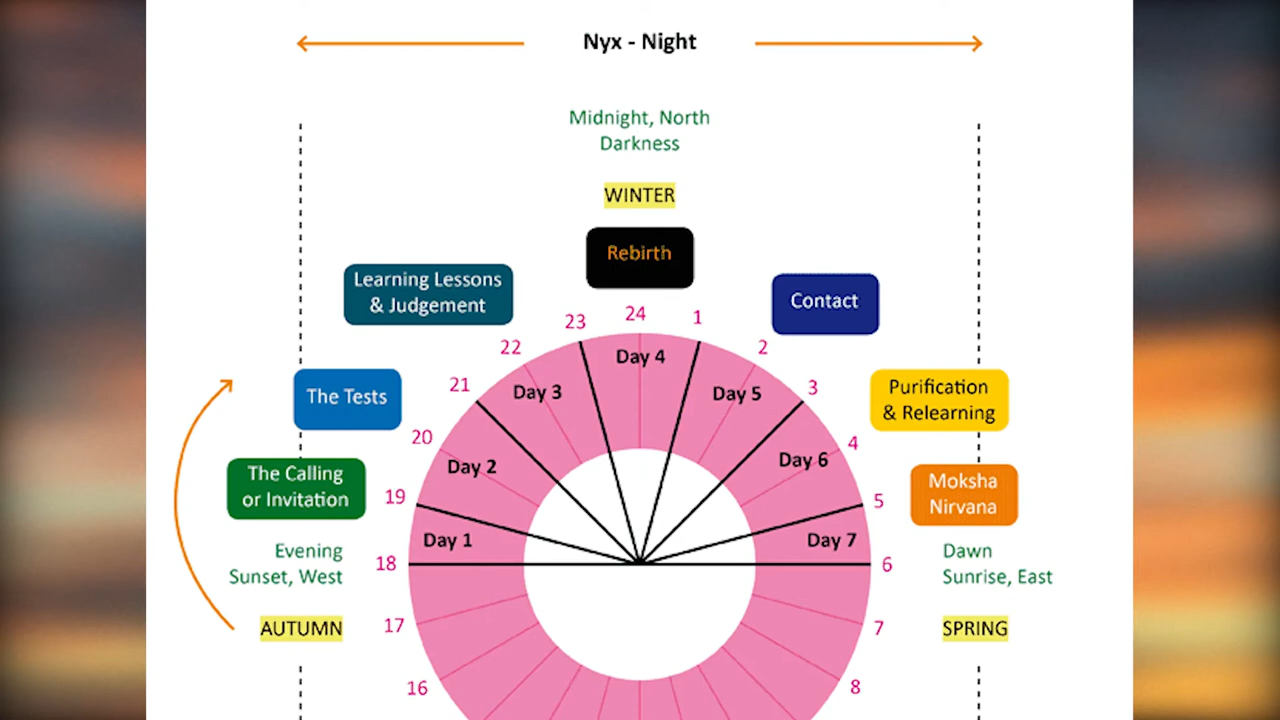 Nyx - Night
Midnight, North
Darkness
WINTER
Rebirth
Learning Lessons
& Judgement
Contact
The Tests
Purification
& Relearning
The Calling
or Invitation
Moksha
Nirvana
Evening
Sunset, West
AUTUMN
Dawn
Sunrise, East
SPRING
16
17
18
19
20
21
22
23
24
1
2
3
4
5
6
7
8
Day 1
Day 2
Day 3
Day 4
Day 5
Day 6
Day 7